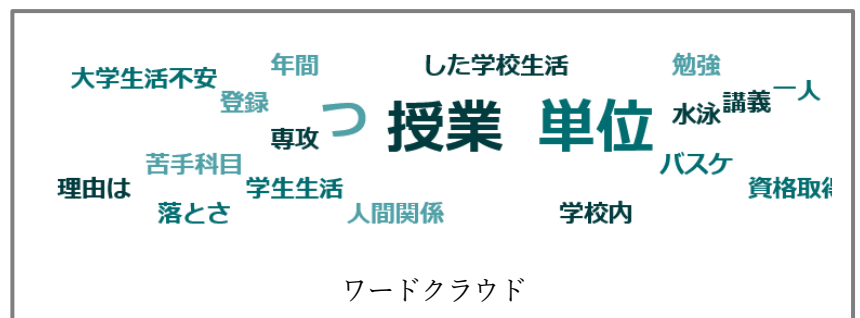 大学生活不安
年間
した学校生活
勉強
登録
専攻
つ
授業
単位
水泳
講義
一人
苦手科目
バスケ
理由は
落とさ
学生生活
人間関係
学校内
資格取得
ワードクラウド